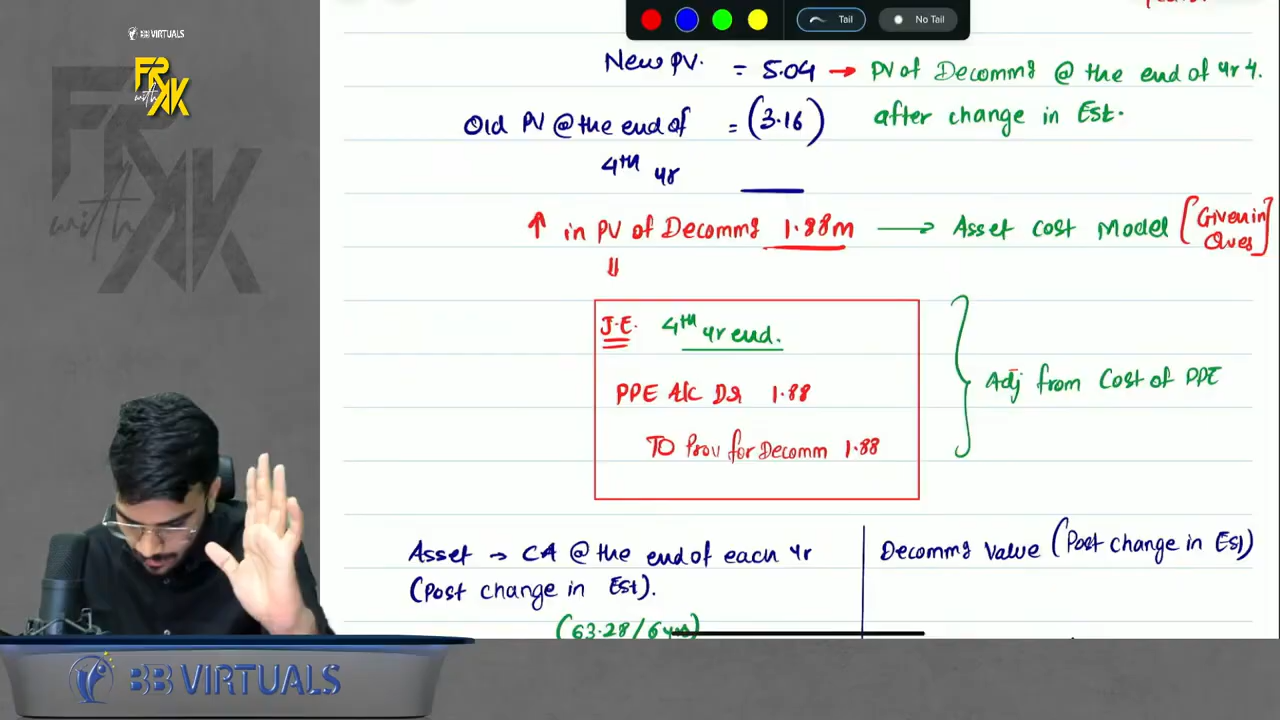 BB VIRTUALS
FR
with
AK
Tail
No Tail
New PV. = 5.04 → PV of Decommg @ the end of yr 4.
after change in Est.
Old PV @ the end of = (3.16)
4th yr
↑ in PV of Decommg 1.88m → Asset Cost Model [Given in
Ques]
J.E. 4th yr end.
PPE A/C Dr 1.88
TO Prov for Decomm 1.88
Adj from Cost of PPE
Asset → CA @ the end of each yr
(Post change in Est).
Decommg Value (Post change in Est)
(63.28/6yrs)
BB VIRTUALS